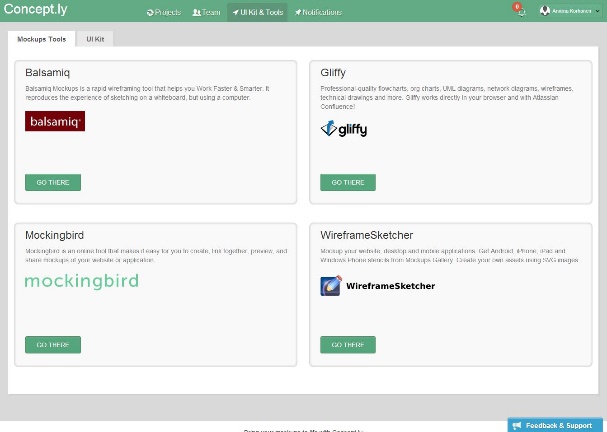 Concept.ly
Projects Team UI Kit & Tools Notifications
Mockups Tools UI Kit
Balsamiq
Balsamiq Mockups is a rapid wireframing tool that helps you Work Faster & Smarter. It
reproduces the experience of sketching on a whiteboard, but using a computer.
balsamiq
GO THERE
Gliffy
Professional-quality flowcharts, org charts, UML diagrams, network diagrams, wireframes,
technical drawings and more. Gliffy works directly in your browser and with Atlassian
Confluence!
gliffy
GO THERE
Mockingbird
Mockingbird is an online tool that makes it easy for you to create, link together, preview, and
share mockups of your website or application.
mockingbird
GO THERE
WireframeSketcher
Mockup your website, desktop and mobile applications. Get Android, iPhone, iPad and
Windows Phone stencils from Mockups Gallery. Create your own assets using SVG images.
WireframeSketcher
GO THERE
Feedback & Support